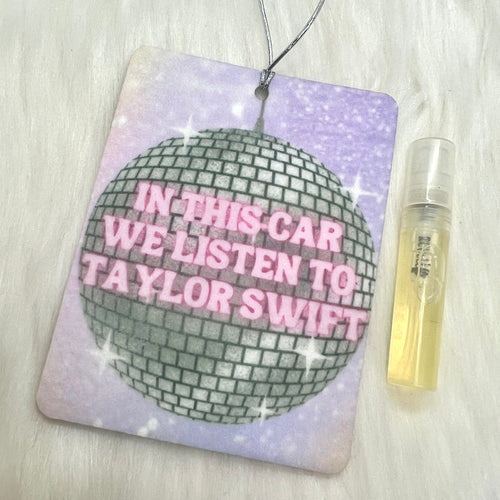 IN THIS CAR
WE LISTEN TO
TAYLOR SWIFT